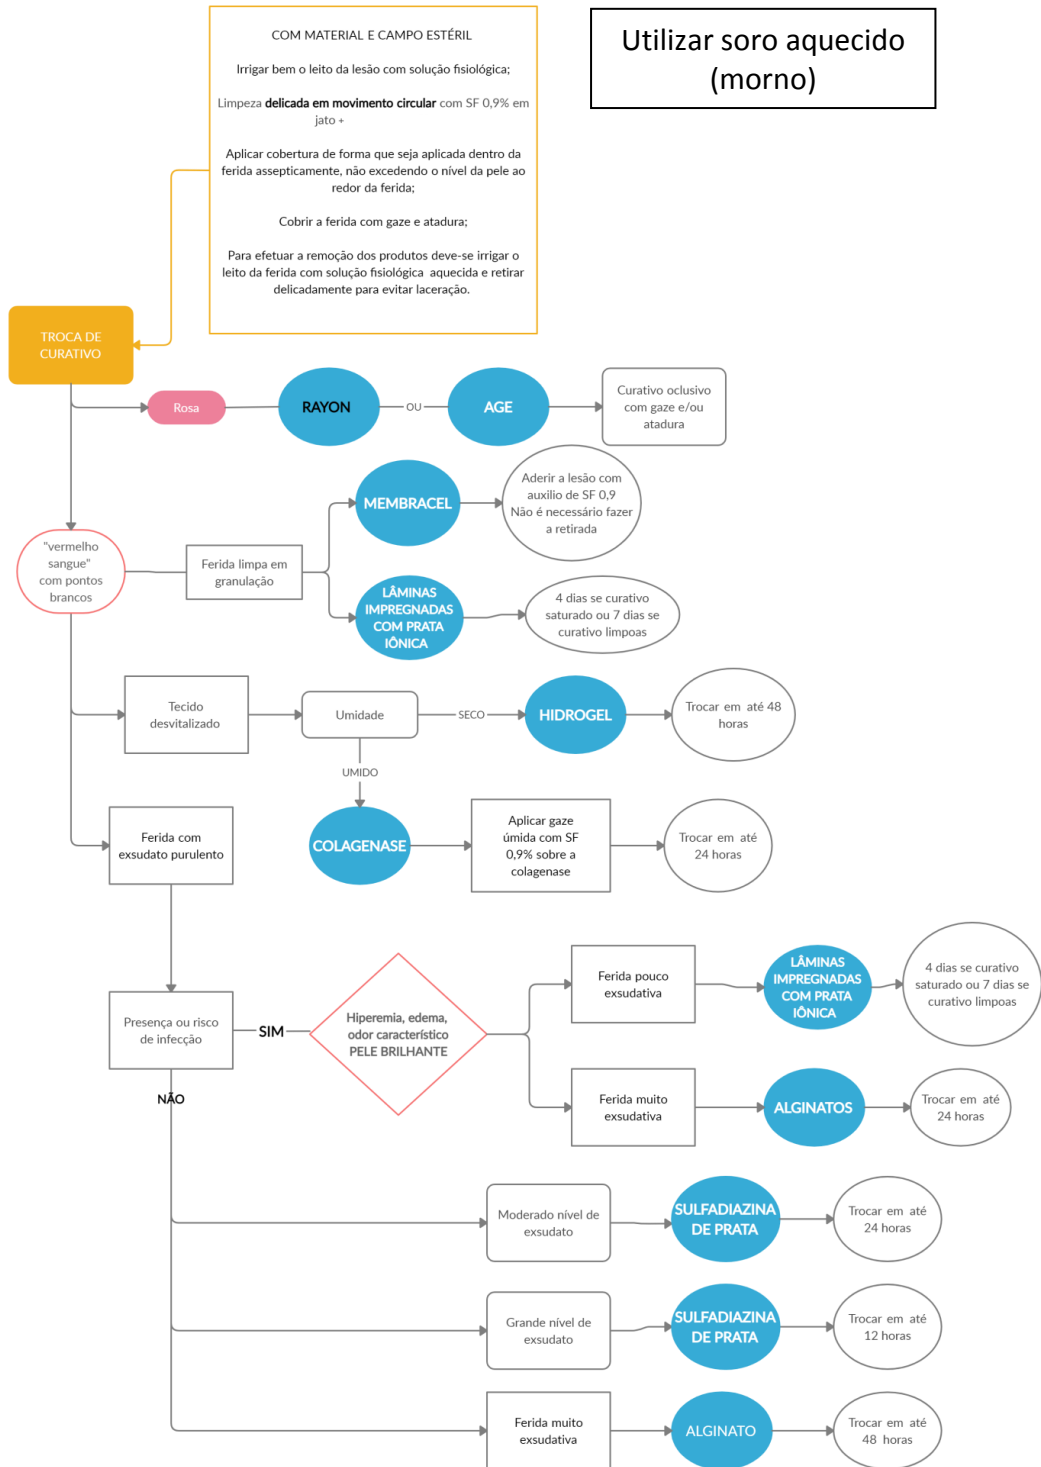 COM MATERIAL E CAMPO ESTÉRIL
Irrigar bem o leito da lesão com solução fisiológica;
Limpeza delicada em movimento circular com SF 0,9% em
jato +
Aplicar cobertura de forma que seja aplicada dentro da
ferida assepticamente, não excedendo o nível da pele ao
redor da ferida;
Cobrir a ferida com gaze e atadura;
Para efetuar a remoção dos produtos deve-se irrigar o
leito da ferida com solução fisiológica aquecida e retirar
delicadamente para evitar laceração.
Utilizar soro aquecido
(morno)
TROCA DE
CURATIVO
Rosa
RAYON
OU
AGE
Curativo oclusivo
com gaze e/ou
atadura
MEMBRACEL
Aderir a lesão com
auxilio de SF 0,9
Não é necessário fazer
a retirada
"vermelho
sangue"
com pontos
brancos
Ferida limpa em
granulação
LÂMINAS
IMPREGNADAS
COM PRATA
IÔNICA
4 dias se curativo
saturado ou 7 dias se
curativo limpoas
Tecido
desvitalizado
Umidade
SECO
HIDROGEL
Trocar em até 48
horas
UMIDO
Ferida com
exsudato purulento
COLAGENASE
Aplicar gaze
úmida com SF
0,9% sobre a
colagenase
Trocar em até
24 horas
Presença ou risco
de infecção
SIM
Hiperemia, edema,
odor característico
PELE BRILHANTE
Ferida pouco
exsudativa
LÂMINAS
IMPREGNADAS
COM PRATA
IÔNICA
4 dias se curativo
saturado ou 7 dias se
curativo limpoas
Ferida muito
exsudativa
ALGINATOS
Trocar em até
24 horas
NÃO
Moderado nível de
exsudato
SULFADIAZINA
DE PRATA
Trocar em até
24 horas
Grande nível de
exsudato
SULFADIAZINA
DE PRATA
Trocar em até
12 horas
Ferida muito
exsudativa
ALGINATO
Trocar em até
48 horas